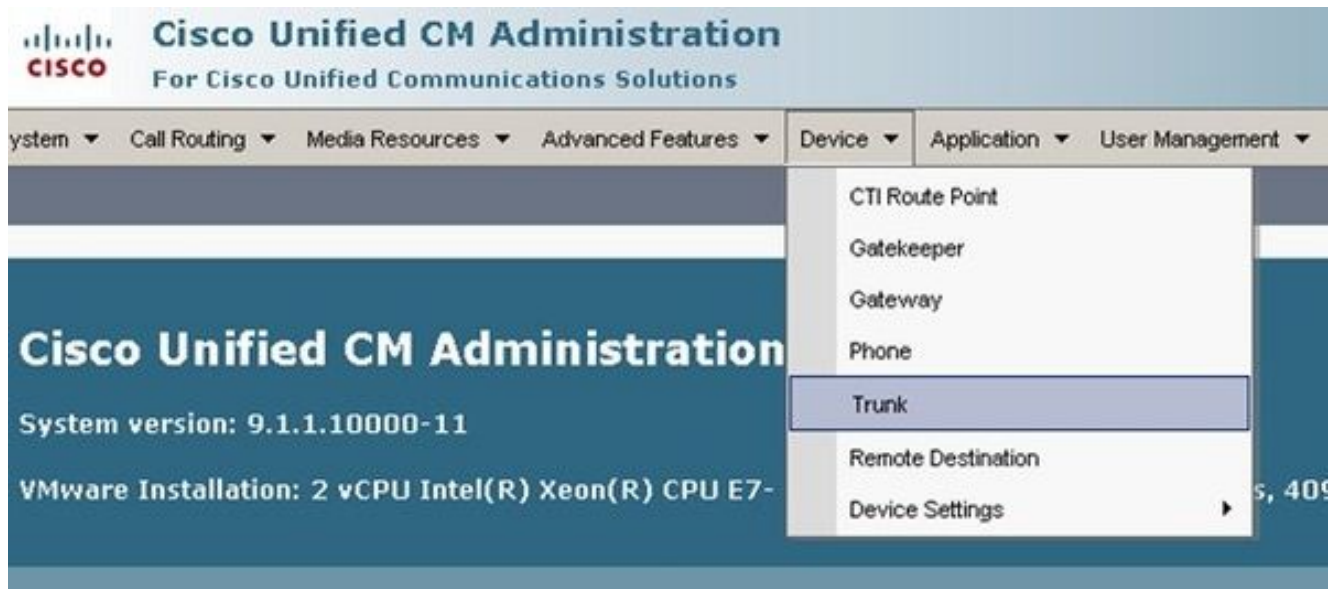 CISCO
Cisco Unified CM Administration
For Cisco Unified Communications Solutions
ystem Call Routing Media Resources Advanced Features Device Application User Management
CTI Route Point
Gatekeeper
Gateway
Phone
Trunk
Remote Destination
Device Settings
Cisco Unified CM Administration
System version: 9.1.1.10000-11
VMware Installation: 2 vCPU Intel(R) Xeon(R) CPU E7- s, 409